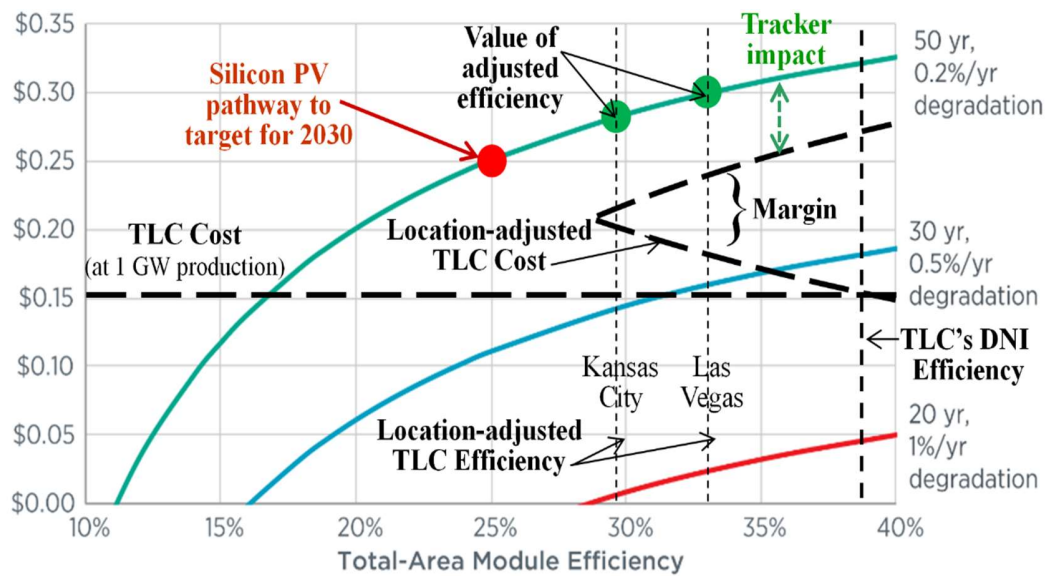 $0.35
$0.30
$0.25
$0.20
$0.15
$0.10
$0.05
$0.00
10%
15%
20%
25%
30%
35%
40%
Total-Area Module Efficiency
Silicon PV
pathway to
target for 2030
Value of
adjusted
efficiency
Tracker
impact
50 yr,
0.2%/yr
degradation
TLC Cost
(at 1 GW production)
Location-adjusted
TLC Cost
Margin
30 yr,
0.5%/yr
degradation
TLC's DNI
Efficiency
Kansas
City
Las
Vegas
Location-adjusted
TLC Efficiency
20 yr,
1%/yr
degradation